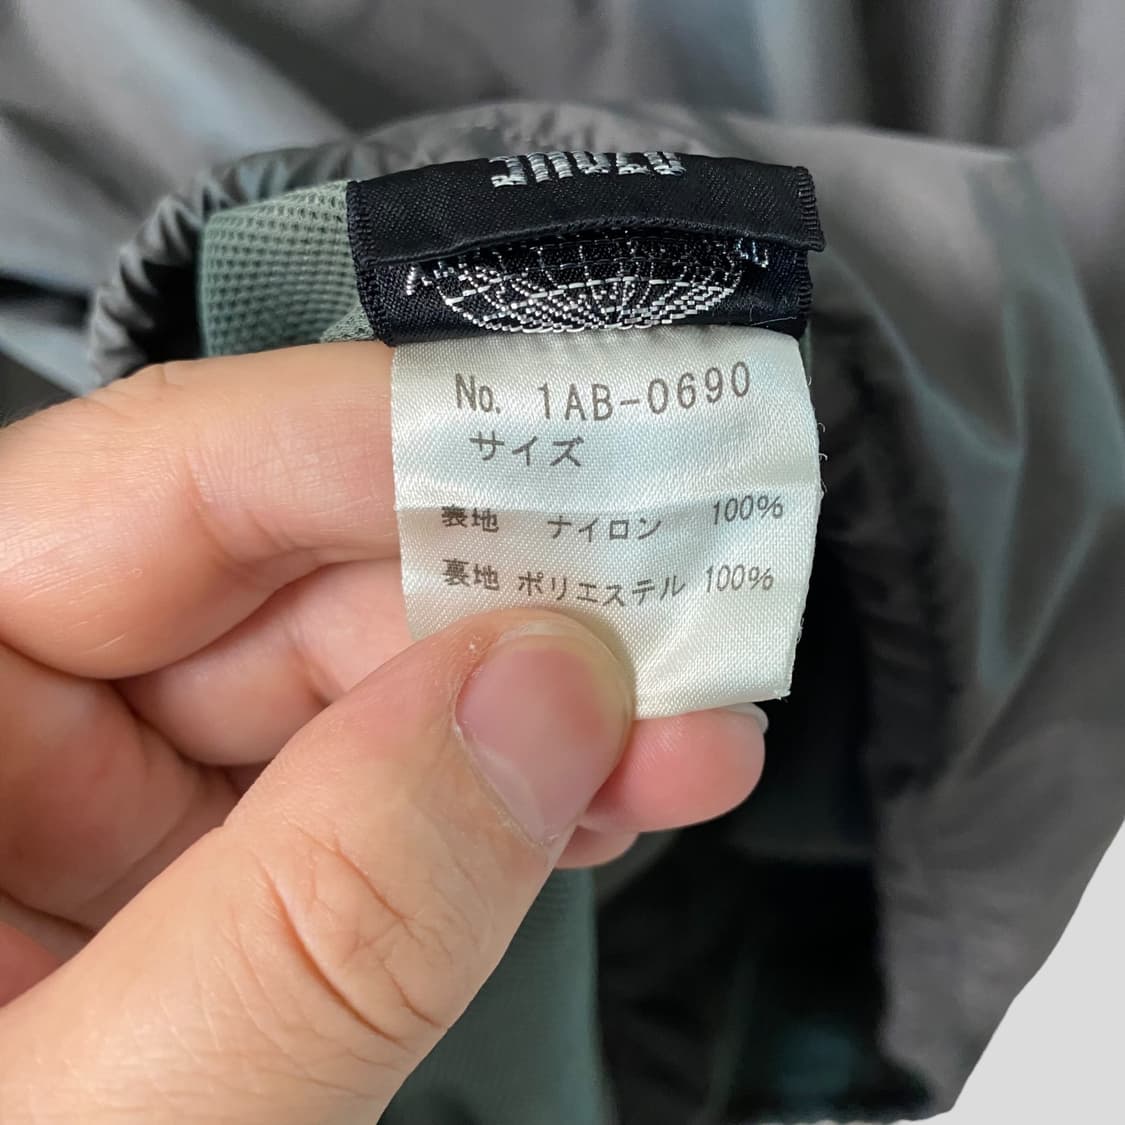 No. 1AB-0690
サイズ
表地 ナイロン 100%
裏地 ポリエステル 100%